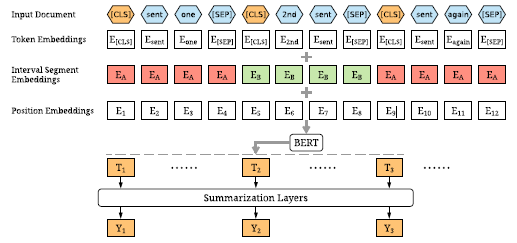 Input Document [CLS] sent one [SEP] [CLS] 2nd sent [SEP] [CLS] sent again [SEP]
Token Embeddings E[CLS] Esent Eone E[SEP] E[CLS] E2nd Esent E[SEP] E[CLS] Esent Eagain E[SEP]
+
Interval Segment
Embeddings EA EA EA EA EB EB EB EB EA EA EA EA
+
Position Embeddings E1 E2 E3 E4 E5 E6 E7 E8 E9 E10 E11 E12
BERT
T1 ...... T2 ...... T3 ......
Summarization Layers
Y1 Y2 Y3